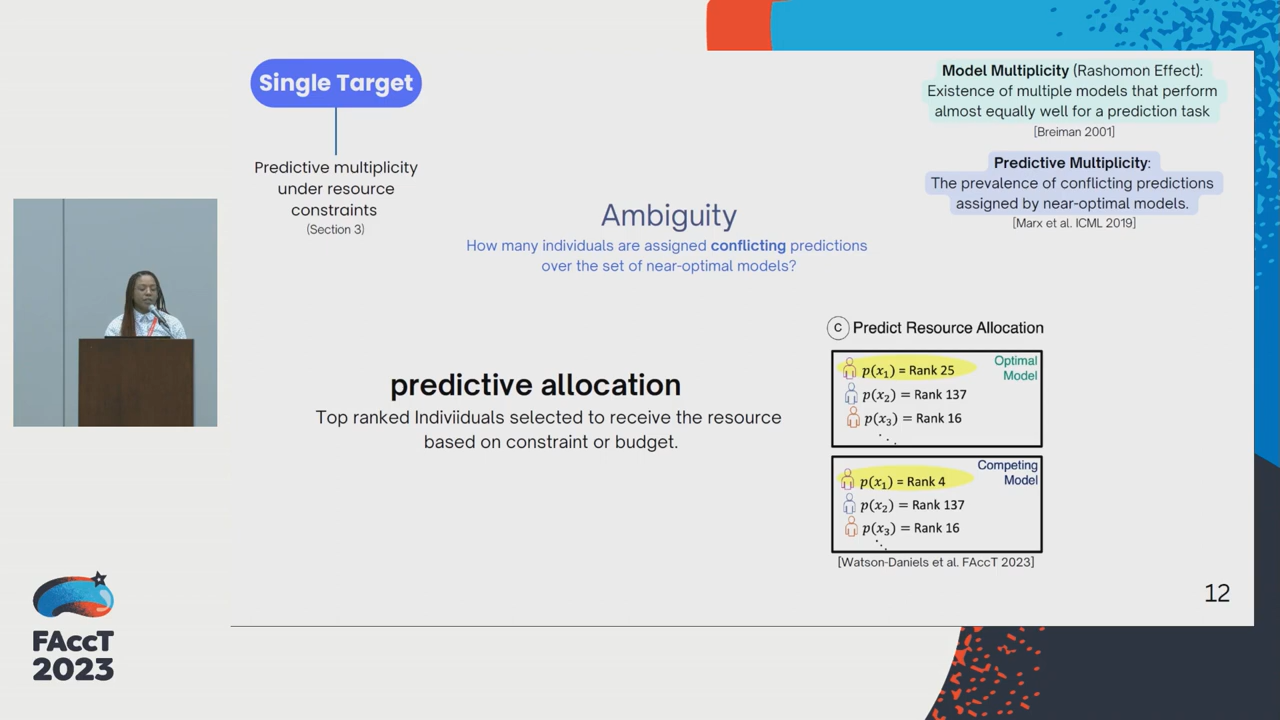 Single Target
Predictive multiplicity
under resource
constraints
(Section 3)
Model Multiplicity (Rashomon Effect):
Existence of multiple models that perform
almost equally well for a prediction task
[Breiman 2001]
Predictive Multiplicity:
The prevalence of conflicting predictions
assigned by near-optimal models.
[Marx et al. ICML 2019]
Ambiguity
How many individuals are assigned conflicting predictions
over the set of near-optimal models?
predictive allocation
Top ranked Indiviiduals selected to receive the resource
based on constraint or budget.
C Predict Resource Allocation
Optimal
Model
p(x₁) = Rank 25
p(x₂) = Rank 137
p(x₃) = Rank 16
Competing
Model
p(x₁) = Rank 4
p(x₂) = Rank 137
p(x₃) = Rank 16
[Watson-Daniels et al. FAccT 2023]
12
FAccT
2023